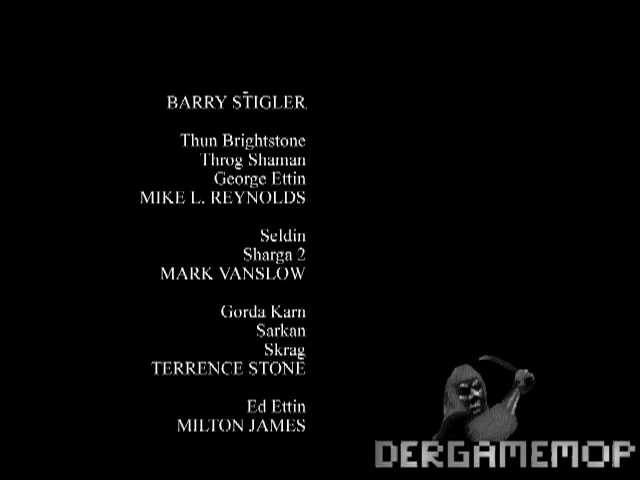 BARRY STIGLER
Thun Brightstone
Throg Shaman
George Ettin
MIKE L. REYNOLDS
Seldin
Sharga 2
MARK VANSLOW
Gorda Karn
Sarkan
Skrag
TERRENCE STONE
Ed Ettin
MILTON JAMES
DERGAMEMOP